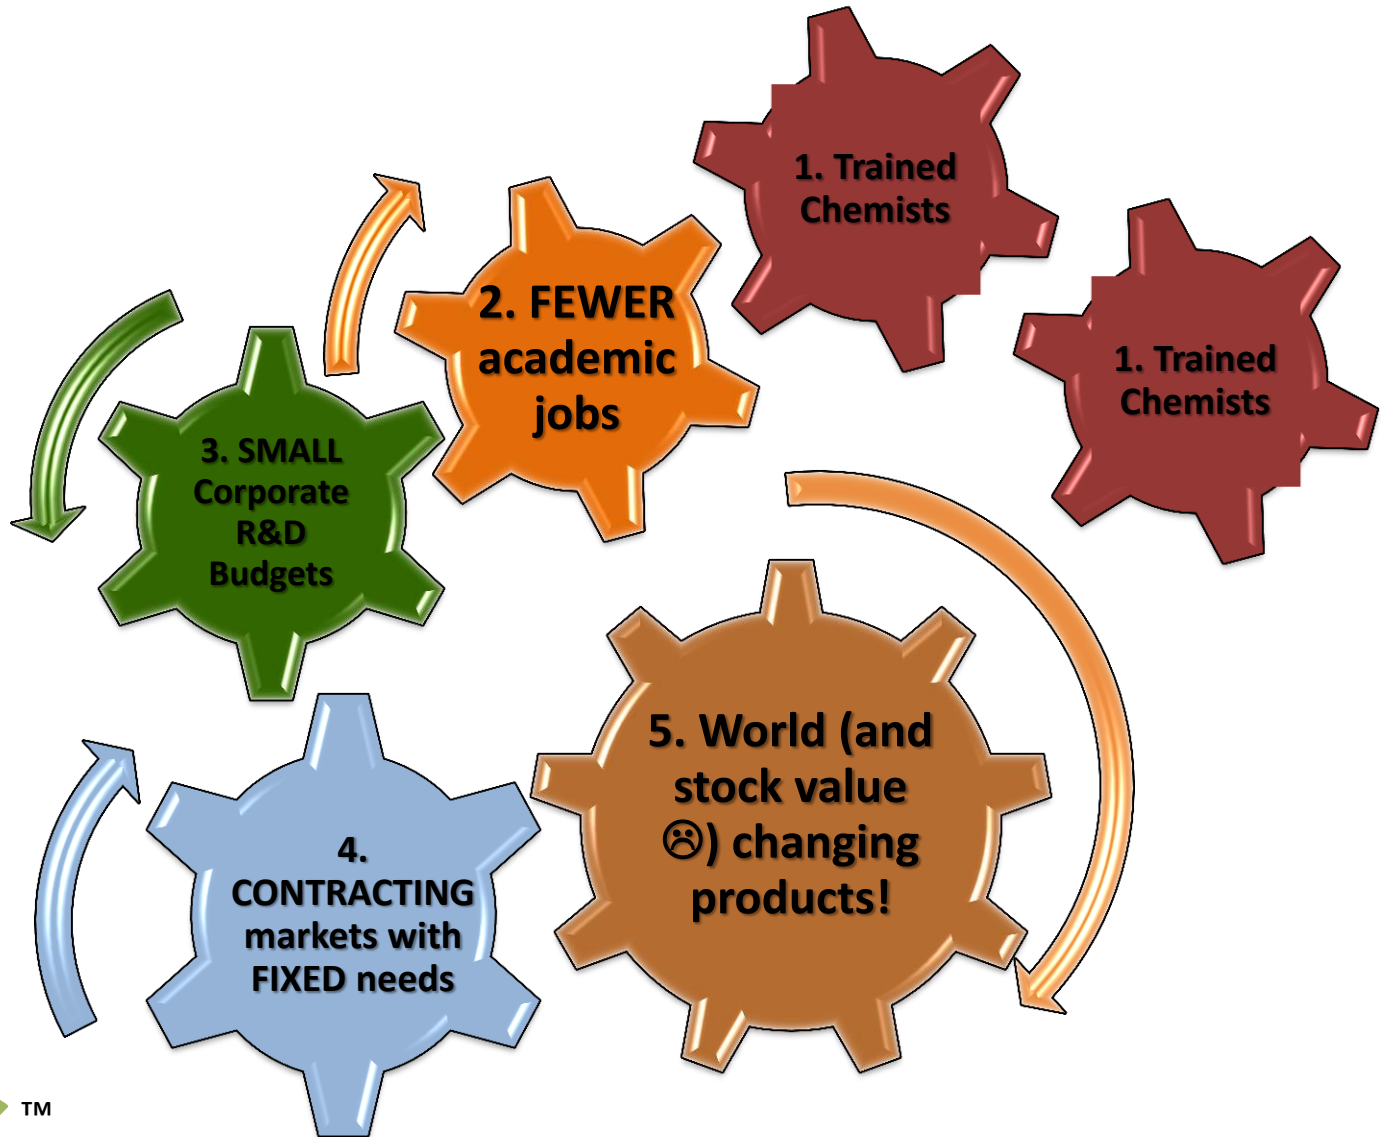 1. Trained
Chemists
1. Trained
Chemists
2. FEWER
academic
jobs
3. SMALL
Corporate
R&D
Budgets
4.
CONTRACTING
markets with
FIXED needs
5. World (and
stock value
☹) changing
products!
TM